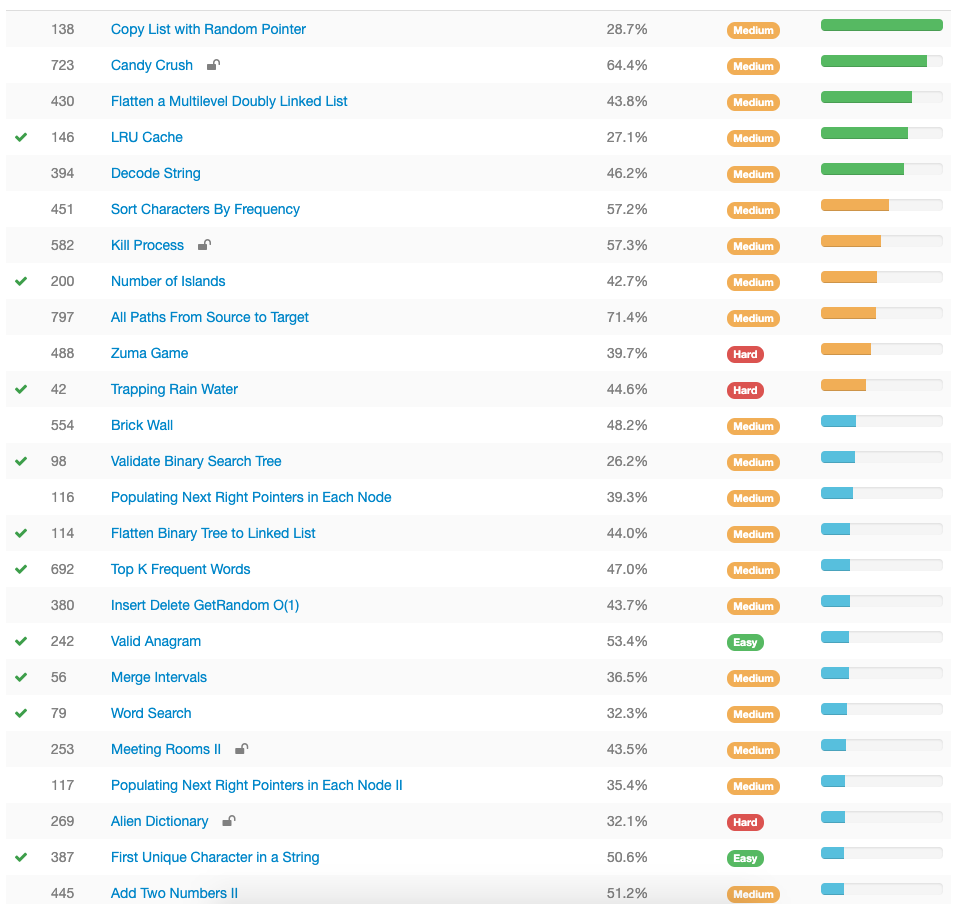 138 Copy List with Random Pointer 28.7% Medium
723 Candy Crush 64.4% Medium
430 Flatten a Multilevel Doubly Linked List 43.8% Medium
146 LRU Cache 27.1% Medium
394 Decode String 46.2% Medium
451 Sort Characters By Frequency 57.2% Medium
582 Kill Process 57.3% Medium
200 Number of Islands 42.7% Medium
797 All Paths From Source to Target 71.4% Medium
488 Zuma Game 39.7% Hard
42 Trapping Rain Water 44.6% Hard
554 Brick Wall 48.2% Medium
98 Validate Binary Search Tree 26.2% Medium
116 Populating Next Right Pointers in Each Node 39.3% Medium
114 Flatten Binary Tree to Linked List 44.0% Medium
692 Top K Frequent Words 47.0% Medium
380 Insert Delete GetRandom O(1) 43.7% Medium
242 Valid Anagram 53.4% Easy
56 Merge Intervals 36.5% Medium
79 Word Search 32.3% Medium
253 Meeting Rooms II 43.5% Medium
117 Populating Next Right Pointers in Each Node II 35.4% Medium
269 Alien Dictionary 32.1% Hard
387 First Unique Character in a String 50.6% Easy
445 Add Two Numbers II 51.2% Medium